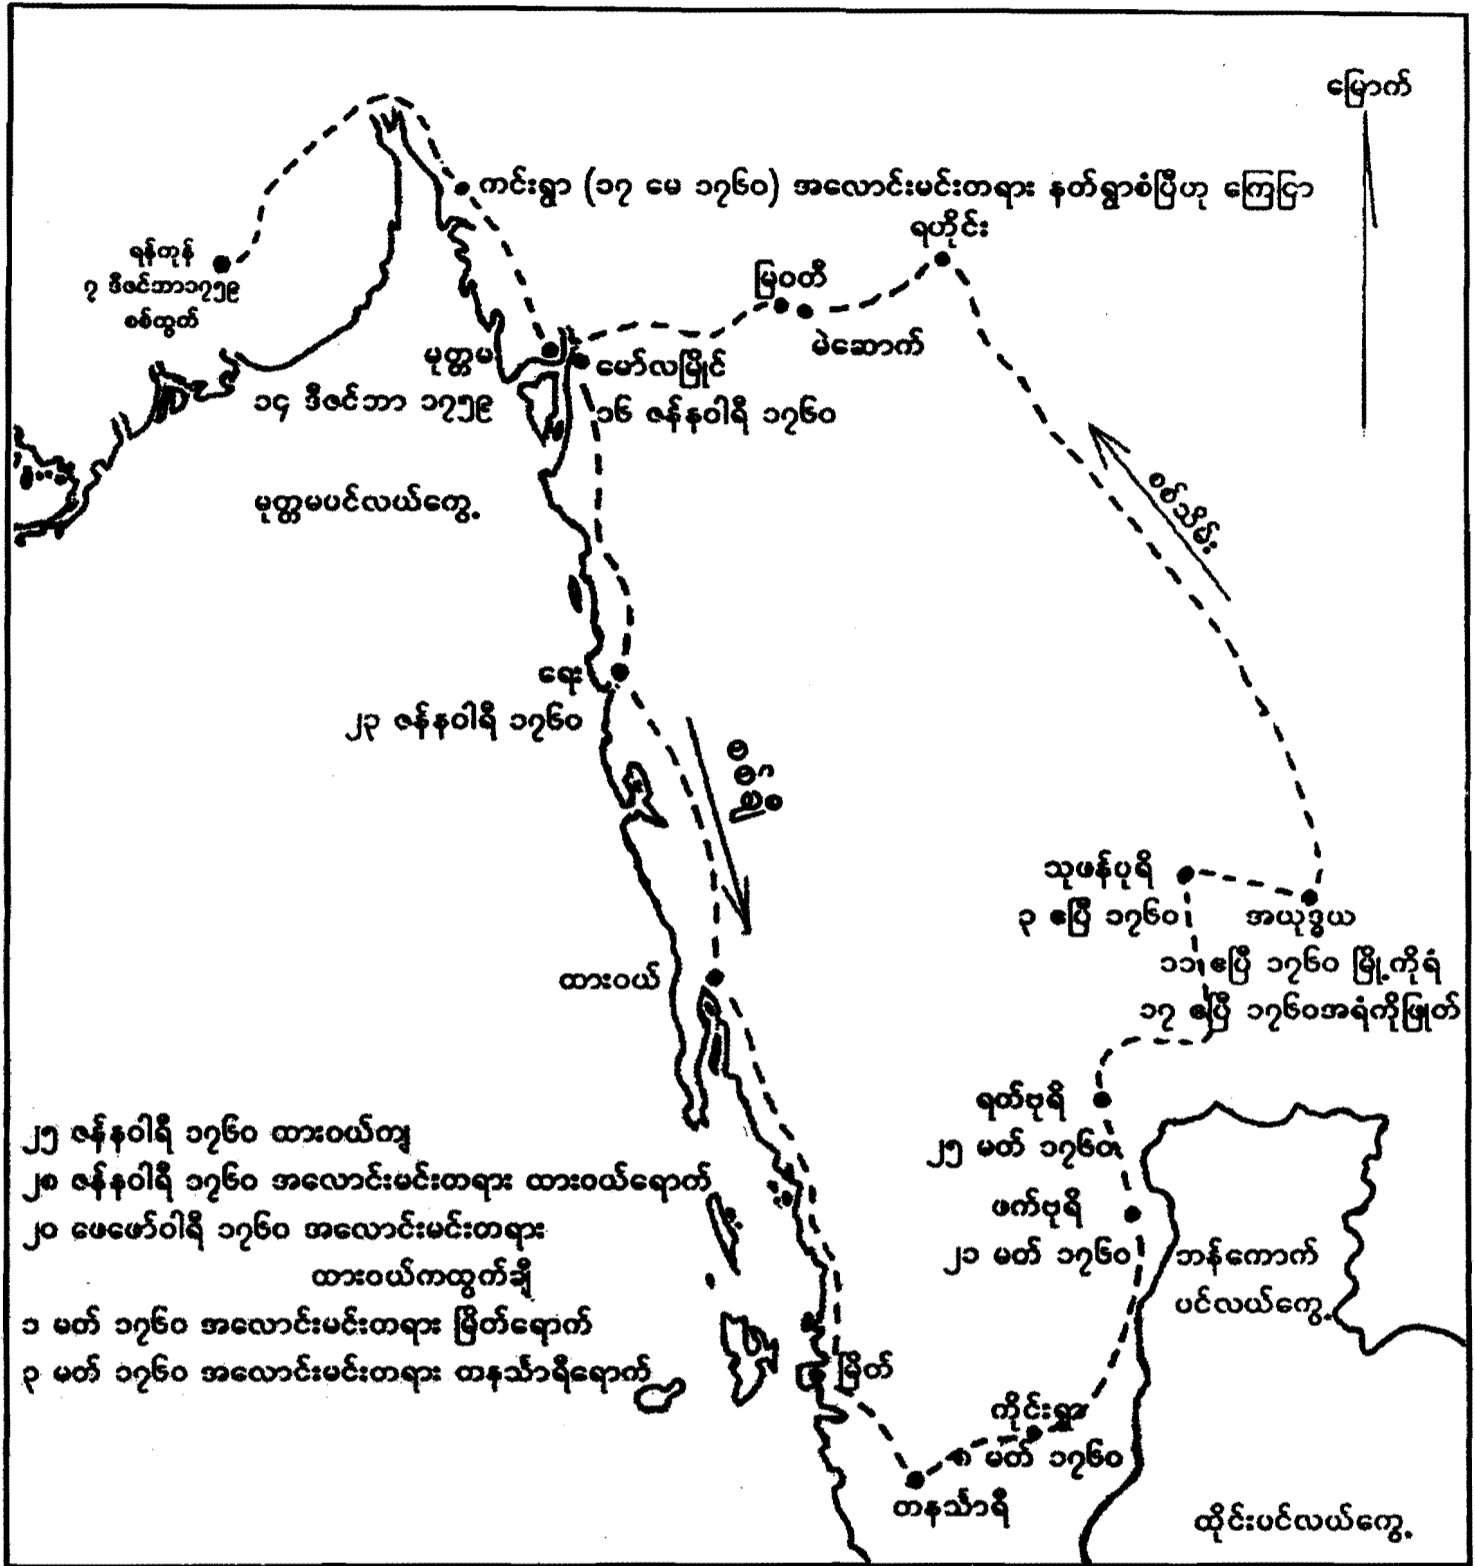 မြောက်
ကင်းရွာ (၁၇ မေ ၁၇၆၀) အလောင်းမင်းတရား နတ်ရွာစံပြီဟု ကြေငြာ
ရဟိုင်း
ရန်ကုန်
၇ ဒီဇင်ဘာ၁၇၅၉
စစ်ထွတ်
မြဝတီ
မဲဆောက်
မုတ္တမ
၁၄ ဒီဇင်ဘာ ၁၇၅၉
မော်လမြိုင်
၁၆ ဇန်နဝါရီ ၁၇၆၀
မုတ္တမပင်လယ်ကွေ့
စစ်သိမ်း
ရေး
၂၃ ဇန်နဝါရီ ၁၇၆၀
သုဖန်ပုရိ
၃ ဧပြီ ၁၇၆၀
အယုဒ္ဓယ
၁၁ ဧပြီ ၁၇၆၀ မြို့ကိုရံ
၁၇ ဧပြီ ၁၇၆၀အရံကိုဖြုတ်
ထားဝယ်
ရတ်ဗုရိ
၂၅ မတ် ၁၇၆၀
ဖက်ဗုရိ
၂၁ မတ် ၁၇၆၀
ဘန်ကောက်
ပင်လယ်ကွေ့
၂၅ ဇန်နဝါရီ ၁၇၆၀ ထားဝယ်ကျ
၂၈ ဇန်နဝါရီ ၁၇၆၀ အလောင်းမင်းတရား ထားဝယ်ရောက်
၂၀ ဖေဖော်ဝါရီ ၁၇၆၀ အလောင်းမင်းတရား
ထားဝယ်ကထွက်ချီ
၁ မတ် ၁၇၆၀ အလောင်းမင်းတရား မြိတ်ရောက်
၃ မတ် ၁၇၆၀ အလောင်းမင်းတရား တနင်္သာရီရောက်
မြိတ်
ကိုင်းရွာ
၈ မတ် ၁၇၆၀
တနင်္သာရီ
ထိုင်းပင်လယ်ကွေ့